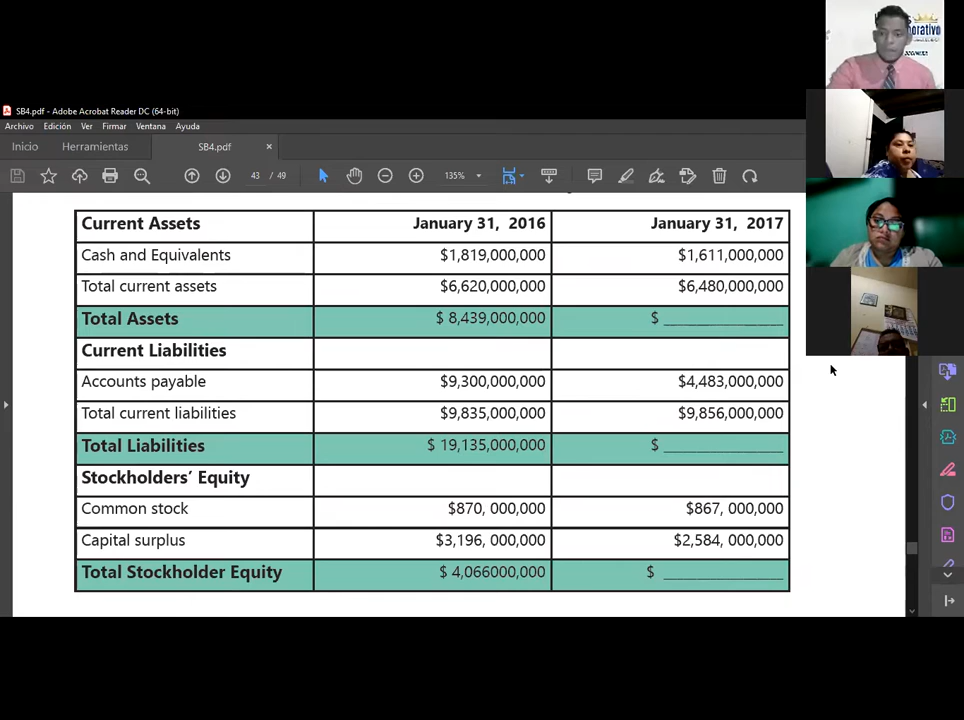 orativo
SB4.pdf - Adobe Acrobat Reader DC (64-bit)
Archivo Edición Ver Firmar Ventana Ayuda
Inicio Herramientas SB4.pdf ×
43 / 49 135%
Current Assets January 31, 2016 January 31, 2017
Cash and Equivalents $1,819,000,000 $1,611,000,000
Total current assets $6,620,000,000 $6,480,000,000
Total Assets $ 8,439,000,000 $ _______________
Current Liabilities
Accounts payable $9,300,000,000 $4,483,000,000
Total current liabilities $9,835,000,000 $9,856,000,000
Total Liabilities $ 19,135,000,000 $ _______________
Stockholders’ Equity
Common stock $870, 000,000 $867, 000,000
Capital surplus $3,196, 000,000 $2,584, 000,000
Total Stockholder Equity $ 4,066000,000 $ _______________